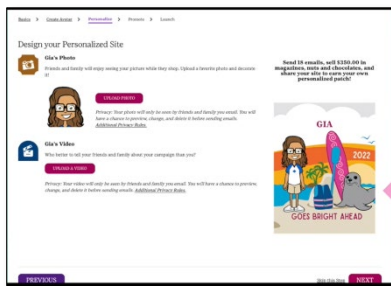 Basics > Create Avatar > Personalize > Promote > Launch
Design your Personalized Site
Gia's Photo
Friends and family will enjoy seeing your picture while they shop. Upload a favorite photo and decorate it!
UPLOAD PHOTO
Privacy: Your photo will only be seen by friends and family you email. You will
have a chance to preview, change, and delete it before sending emails.
Additional Privacy Rules.
Gia's Video
Who better to tell your friends and family about your campaign than you?
UPLOAD A VIDEO
Privacy: Your video will only be seen by friends and family you email. You will have a chance to preview,
change, and delete it before sending emails. Additional Privacy Rules.
Send 18 emails, sell $350.00 in
magazines, nuts and chocolates, and
share your site to earn your own
personalized patch!
GIA
2022
GOES BRIGHT AHEAD
PREVIOUS
Skip this Step
NEXT